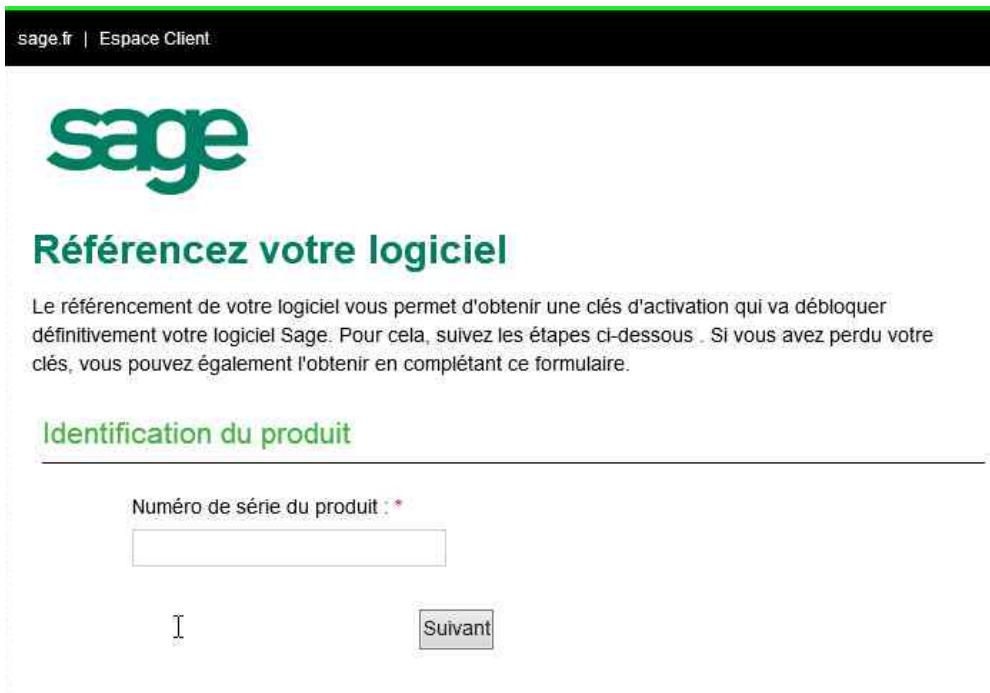 sage.fr | Espace Client
sage
Référencez votre logiciel
Le référencement de votre logiciel vous permet d'obtenir une clés d'activation qui va débloquer
définitivement votre logiciel Sage. Pour cela, suivez les étapes ci-dessous . Si vous avez perdu votre
clés, vous pouvez également l'obtenir en complétant ce formulaire.
Identification du produit
Numéro de série du produit : *
Suivant